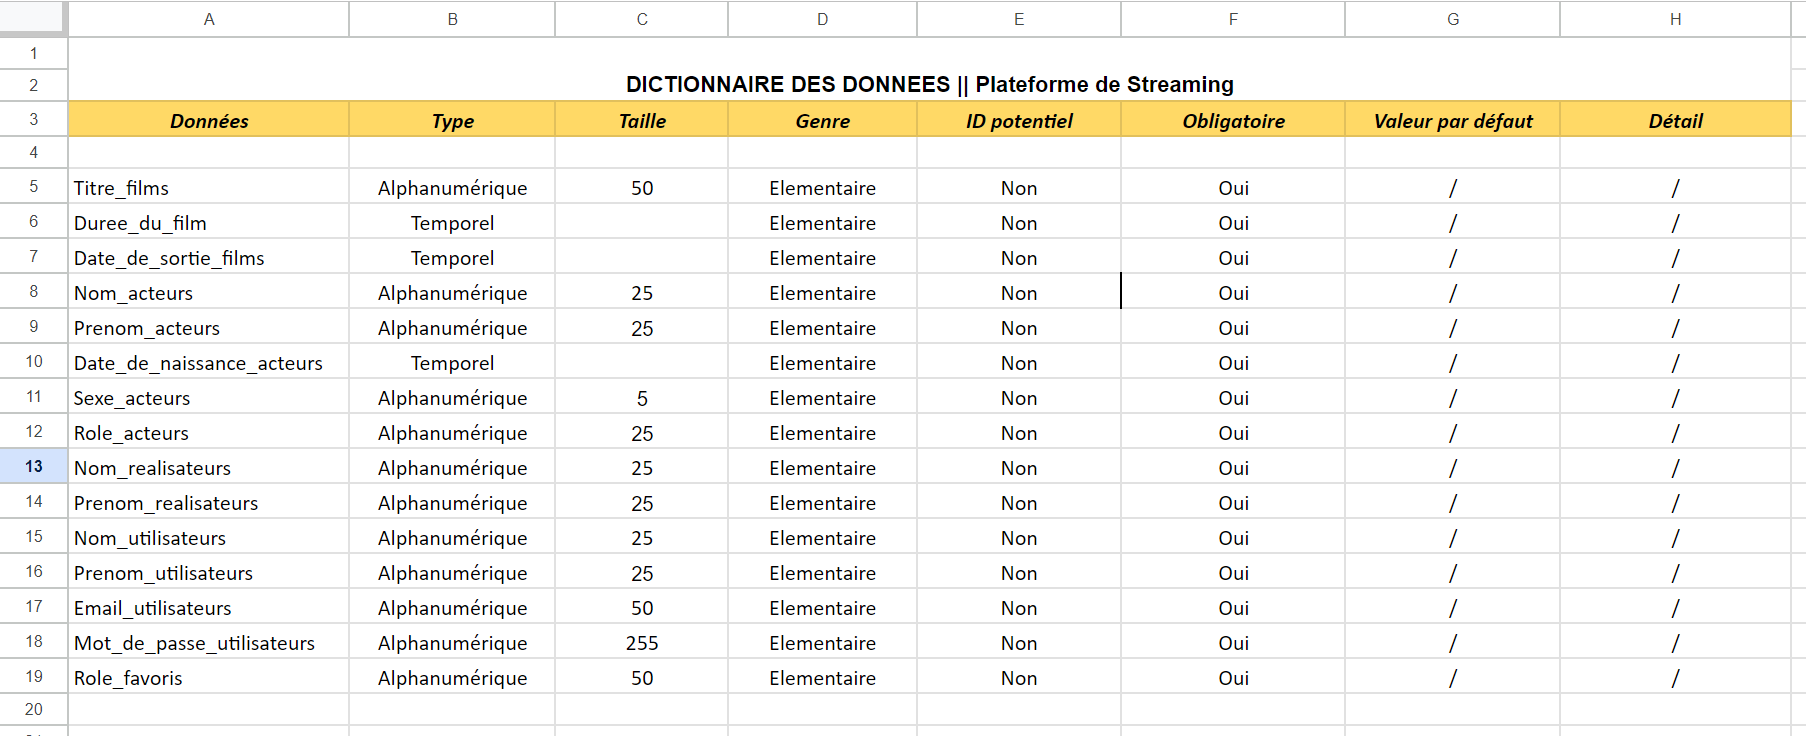 A B C D E F G H
1
2 DICTIONNAIRE DES DONNEES || Plateforme de Streaming
3 Données Type Taille Genre ID potentiel Obligatoire Valeur par défaut Détail
4
5 Titre_films Alphanumérique 50 Elementaire Non Oui / /
6 Duree_du_film Temporel Elementaire Non Oui / /
7 Date_de_sortie_films Temporel Elementaire Non Oui / /
8 Nom_acteurs Alphanumérique 25 Elementaire Non Oui / /
9 Prenom_acteurs Alphanumérique 25 Elementaire Non Oui / /
10 Date_de_naissance_acteurs Temporel Elementaire Non Oui / /
11 Sexe_acteurs Alphanumérique 5 Elementaire Non Oui / /
12 Role_acteurs Alphanumérique 25 Elementaire Non Oui / /
13 Nom_realisateurs Alphanumérique 25 Elementaire Non Oui / /
14 Prenom_realisateurs Alphanumérique 25 Elementaire Non Oui / /
15 Nom_utilisateurs Alphanumérique 25 Elementaire Non Oui / /
16 Prenom_utilisateurs Alphanumérique 25 Elementaire Non Oui / /
17 Email_utilisateurs Alphanumérique 50 Elementaire Non Oui / /
18 Mot_de_passe_utilisateurs Alphanumérique 255 Elementaire Non Oui / /
19 Role_favoris Alphanumérique 50 Elementaire Non Oui / /
20